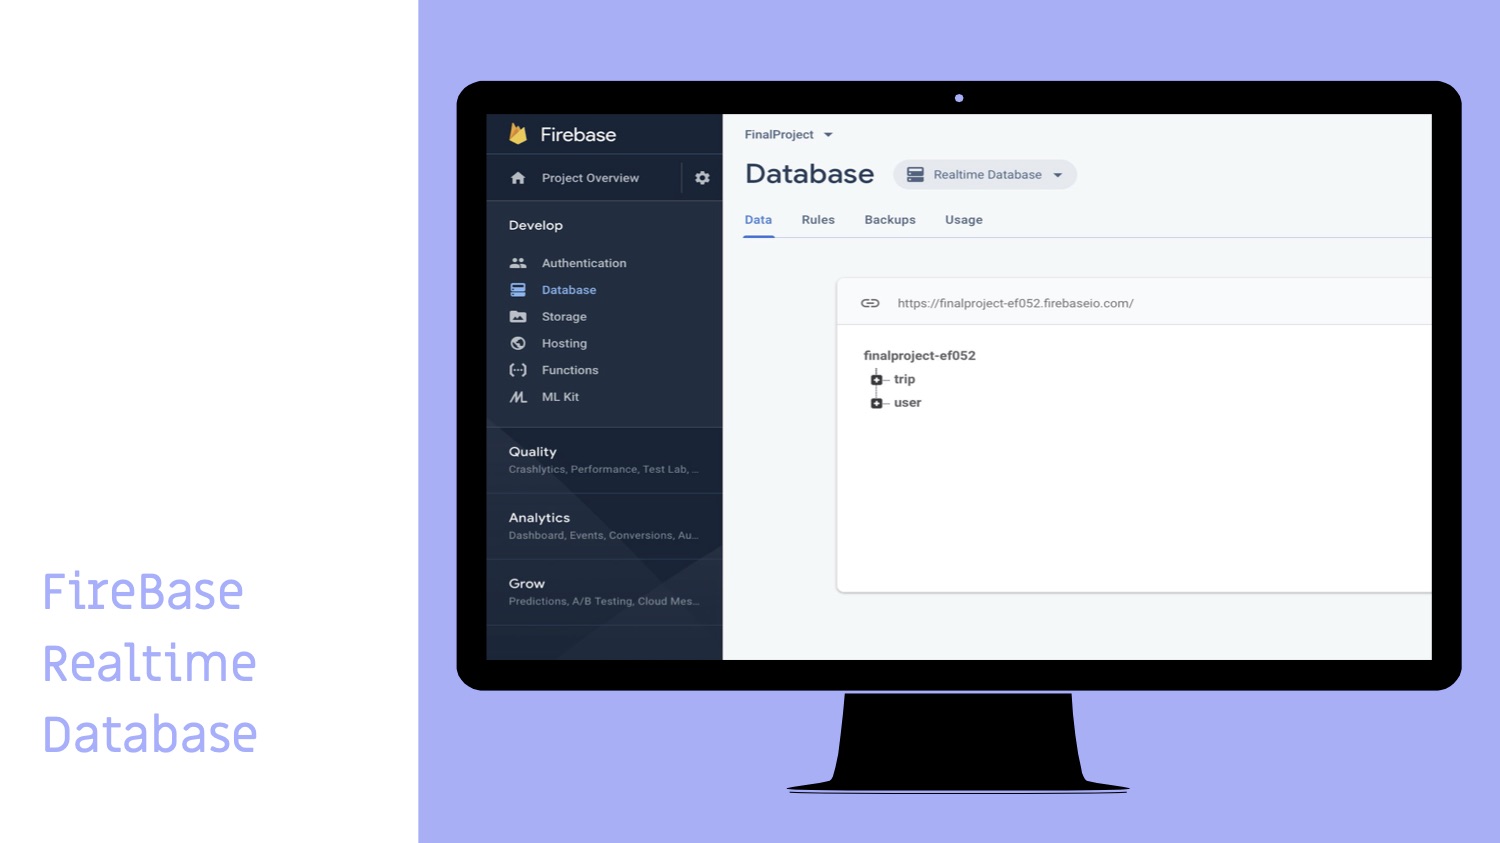 FireBase
Realtime
Database
Firebase
Project Overview
Develop
Authentication
Database
Storage
Hosting
Functions
ML Kit
Quality
Crashlytics, Performance, Test Lab, ...
Analytics
Dashboard, Events, Conversions, Au...
Grow
Predictions, A/B Testing, Cloud Mes...
FinalProject
Database Realtime Database
Data Rules Backups Usage
https://finalproject-ef052.firebaseio.com/
finalproject-ef052
trip
user